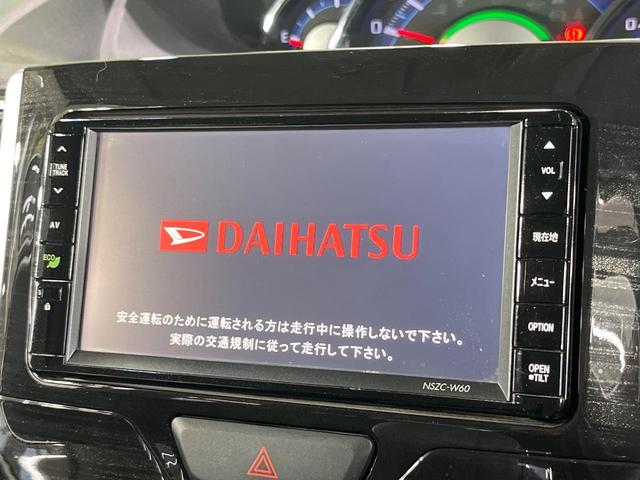 E
0
TUNE
TRACK
AV
ECO
DAIHATSU
安全運転のために運転される方は走行中に操作しないで下さい。
実際の交通規制に従って走行して下さい。
VOL
現在地
メニュー
OPTION
OPEN
TILT
NSZC-W60